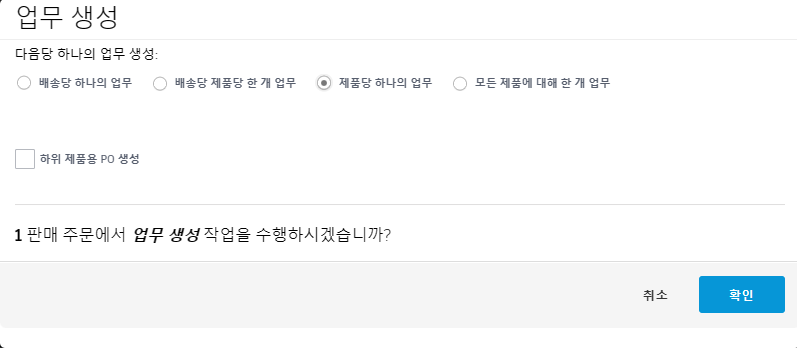 업무 생성
다음당 하나의 업무 생성:
배송당 하나의 업무 배송당 제품당 한 개 업무 제품당 하나의 업무 모든 제품에 대해 한 개 업무
하위 제품용 PO 생성
1 판매 주문에서 업무 생성 작업을 수행하시겠습니까?
취소 확인